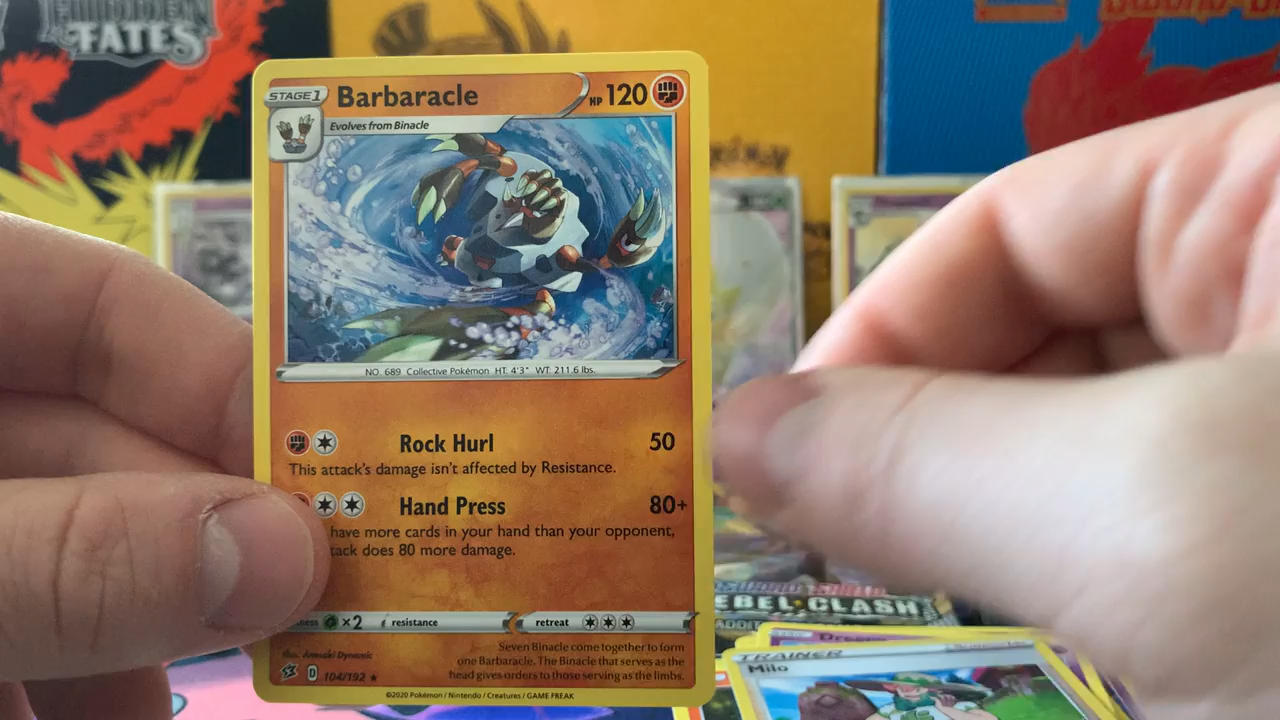 HIDDEN
FATES
STAGE 1
Barbaracle
HP 120
Evolves from Binacle
NO. 689 Collective Pokémon HT: 4'3" WT: 211.6 lbs.
Rock Hurl 50
This attack's damage isn't affected by Resistance.
Hand Press 80+
have more cards in your hand than your opponent,
tack does 80 more damage.
ness ×2 resistance retreat
Illus. Anesaki Dynamic
Seven Binacle come together to form
one Barbaracle. The Binacle that serves as the
head gives orders to those serving as the limbs.
D 104/192
©2020 Pokémon / Nintendo / Creatures / GAME FREAK
EBEL CLASH
TRAINER
Milo